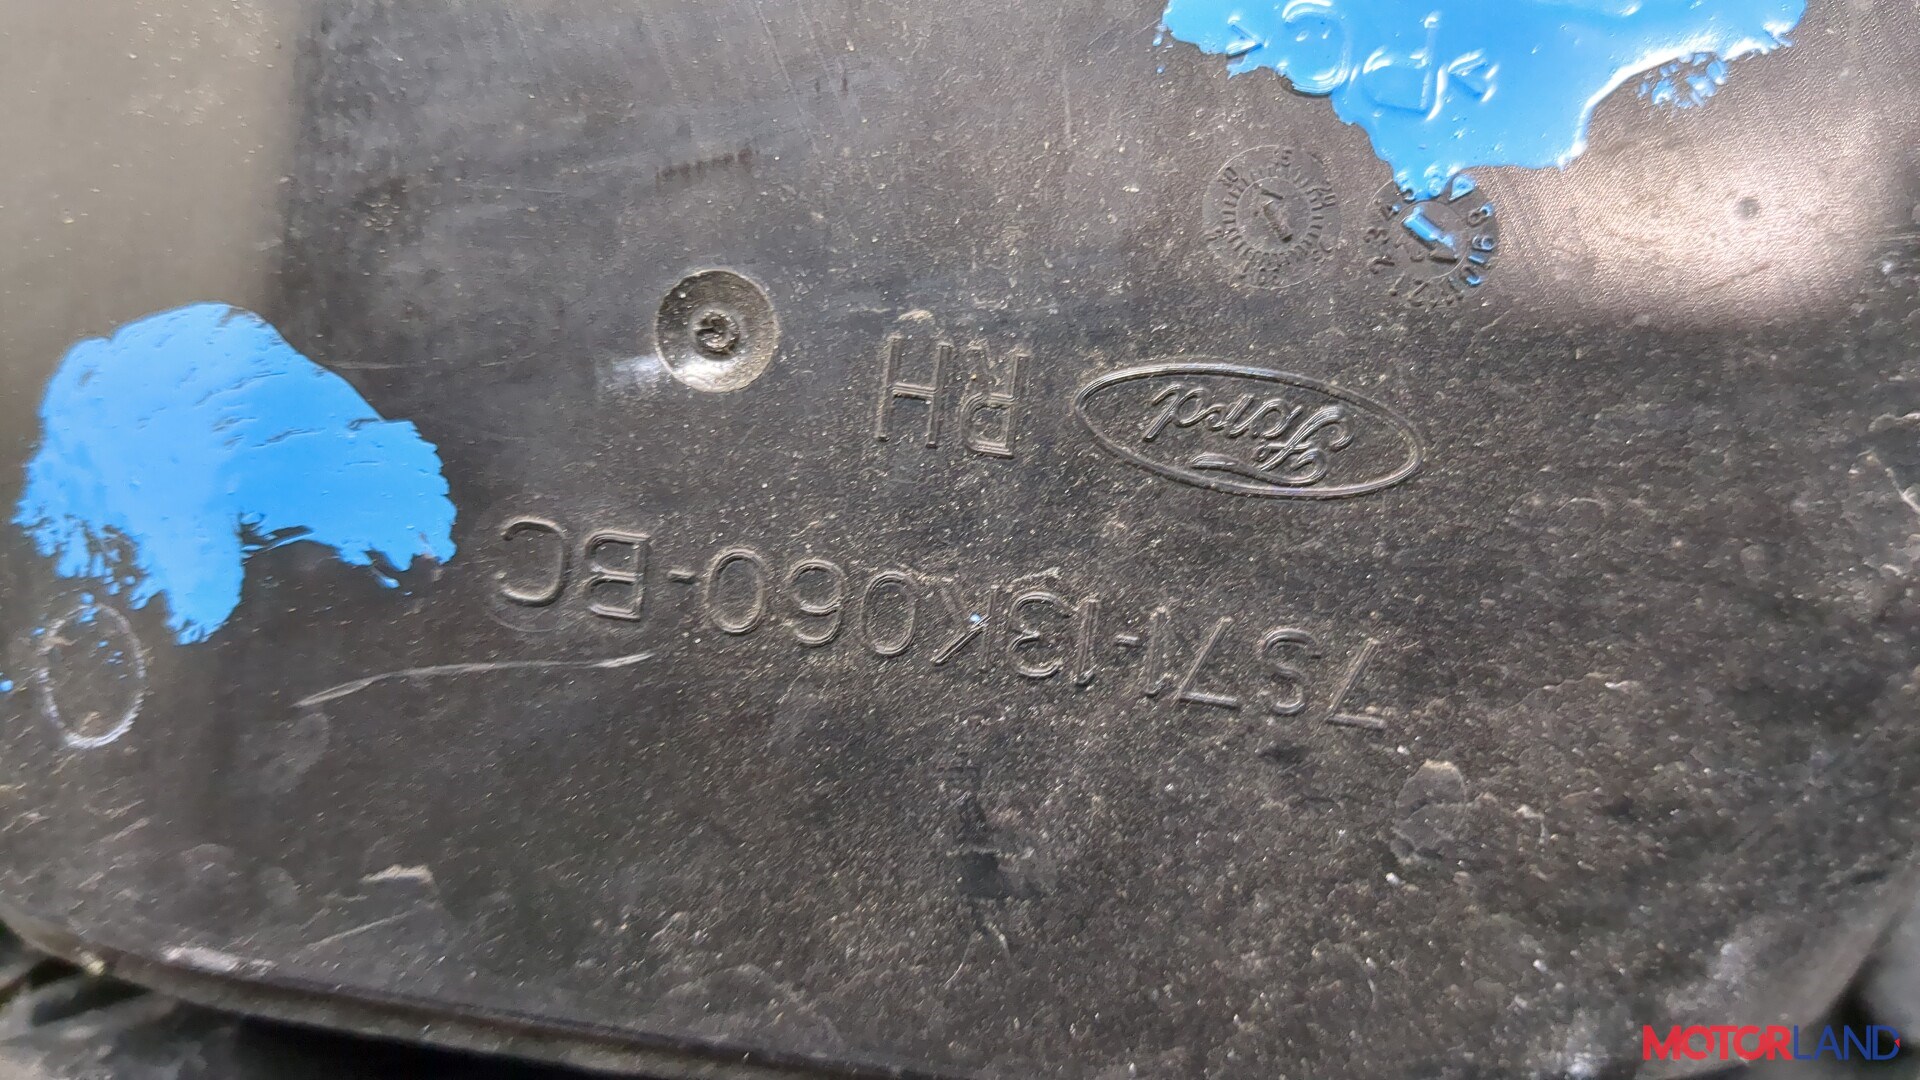 7S71-13K060-BC
Ford RH
MOTORLAND